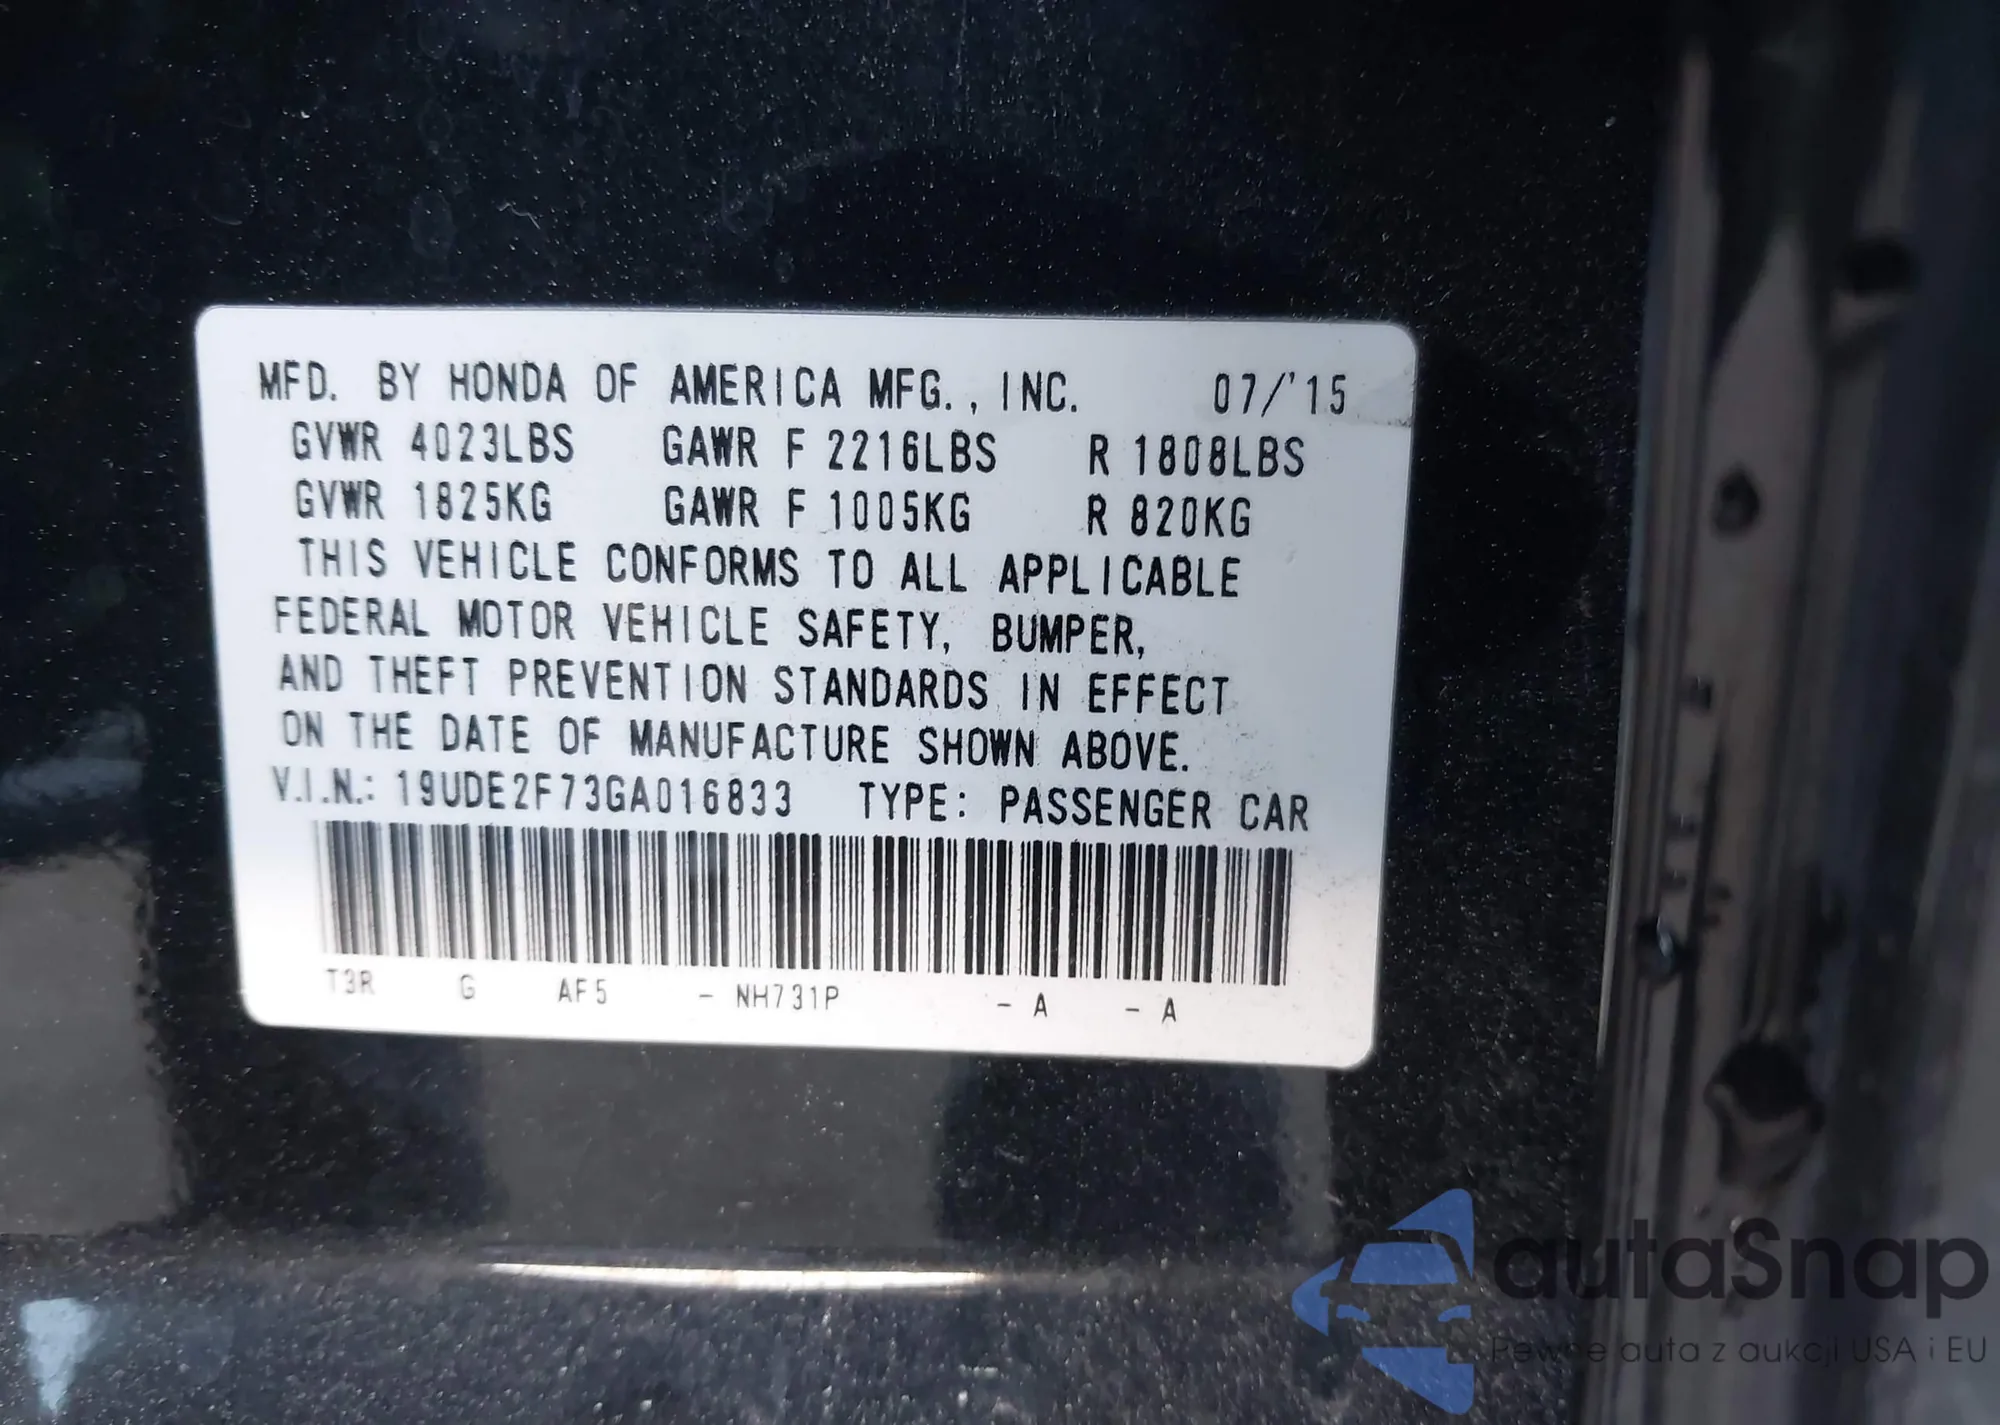 MFD. BY HONDA OF AMERICA MFG., INC. 07/'15
GVWR 4023LBS GAWR F 2216LBS R 1808LBS
GVWR 1825KG GAWR F 1005KG R 820KG
THIS VEHICLE CONFORMS TO ALL APPLICABLE
FEDERAL MOTOR VEHICLE SAFETY, BUMPER,
AND THEFT PREVENTION STANDARDS IN EFFECT
ON THE DATE OF MANUFACTURE SHOWN ABOVE.
V.I.N.: 19UDE2F73GA016833 TYPE: PASSENGER CAR
T3R G AF5 - NH731P - A - A
autaSnap
Pewne auta z aukcji USA i EU